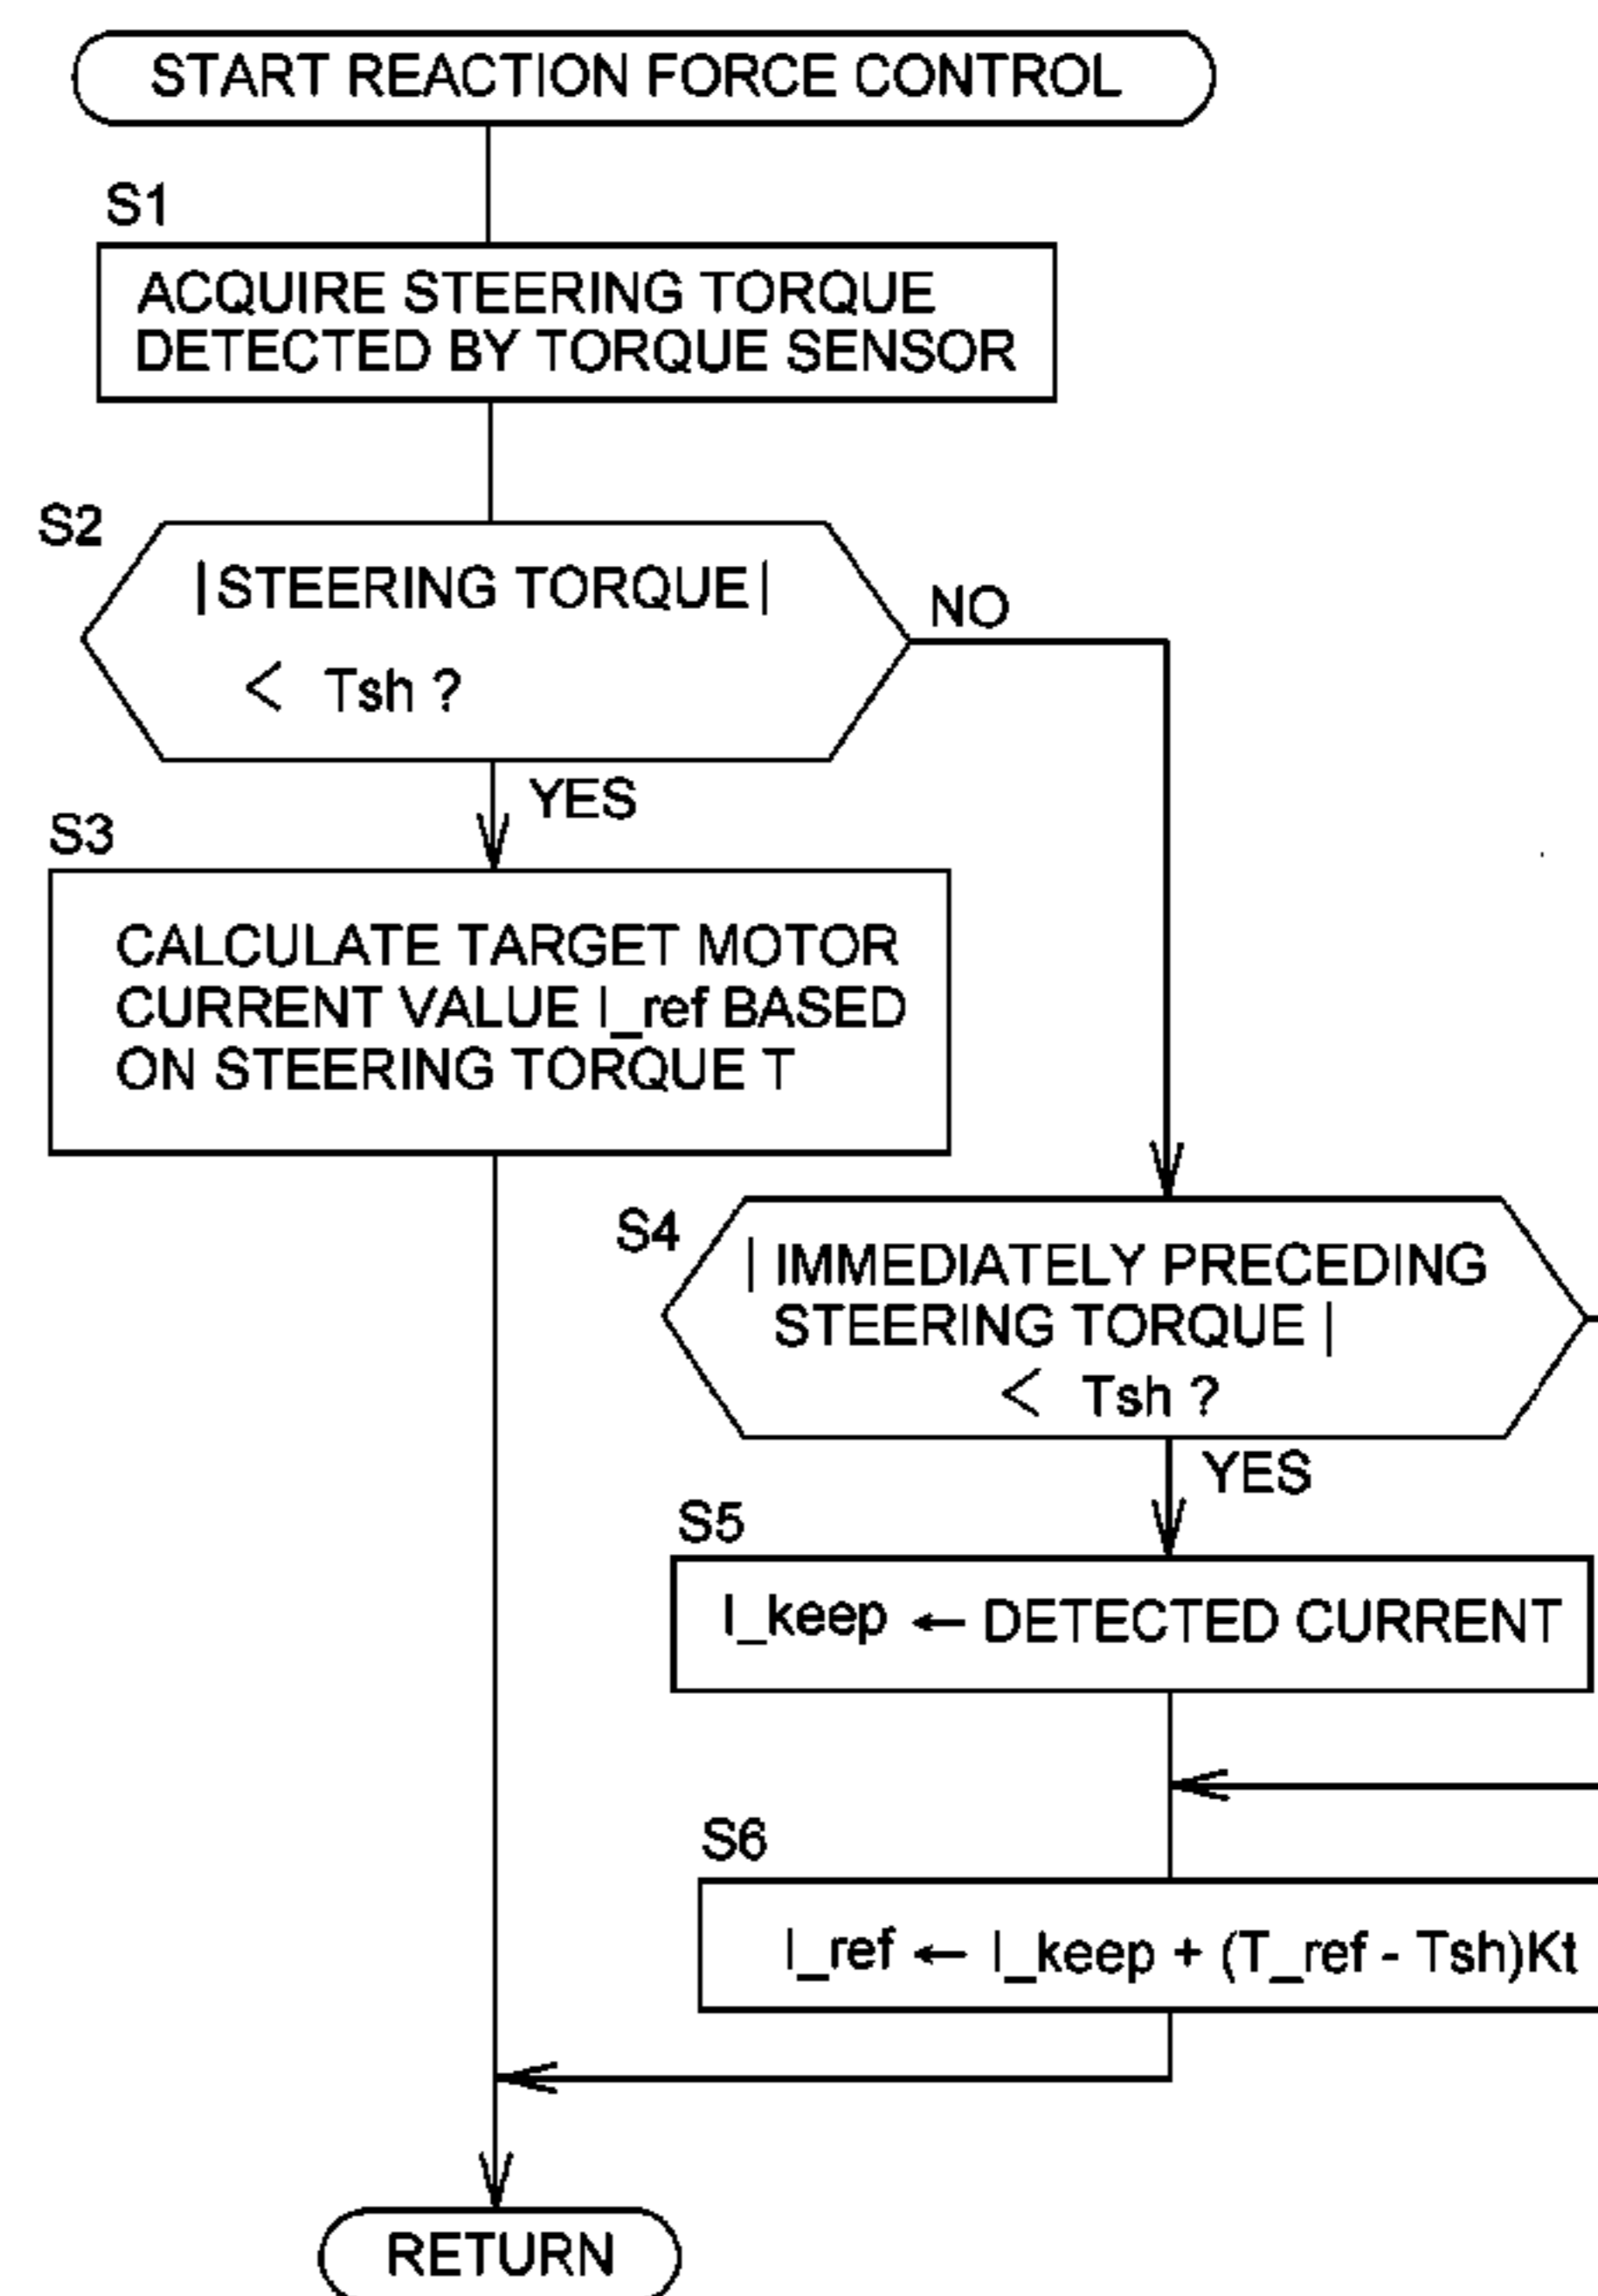 START REACTION FORCE CONTROL
S1
ACQUIRE STEERING TORQUE
DETECTED BY TORQUE SENSOR
S2
|STEERING TORQUE|
< Tsh ?
NO
YES
S3
CALCULATE TARGET MOTOR
CURRENT VALUE I_ref BASED
ON STEERING TORQUE T
S4
| IMMEDIATELY PRECEDING
STEERING TORQUE |
< Tsh ?
YES
S5
I_keep ← DETECTED CURRENT
S6
I_ref ← I_keep + (T_ref - Tsh)Kt
RETURN